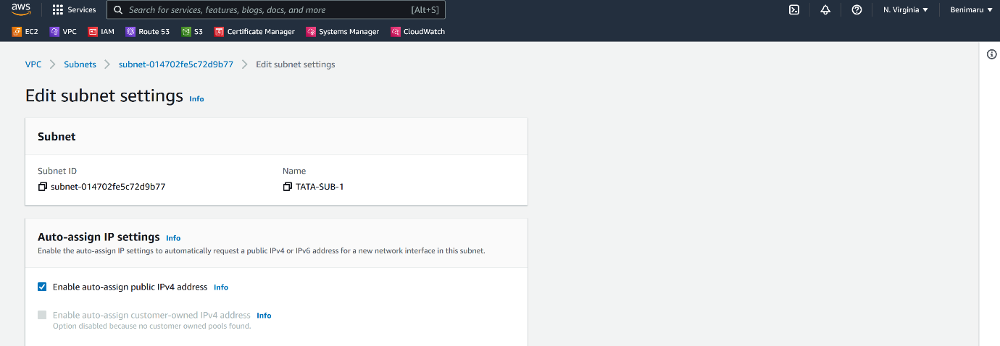 aws Services Search for services, features, blogs, docs, and more [Alt+S] N. Virginia Benimaru
EC2 VPC IAM Route 53 S3 Certificate Manager Systems Manager CloudWatch
VPC Subnets subnet-014702fe5c72d9b77 Edit subnet settings
Edit subnet settings Info
Subnet
Subnet ID Name
subnet-014702fe5c72d9b77 TATA-SUB-1
Auto-assign IP settings Info
Enable the auto-assign IP settings to automatically request a public IPv4 or IPv6 address for a new network interface in this subnet.
Enable auto-assign public IPv4 address Info
Enable auto-assign customer-owned IPv4 address Info
Option disabled because no customer owned pools found.